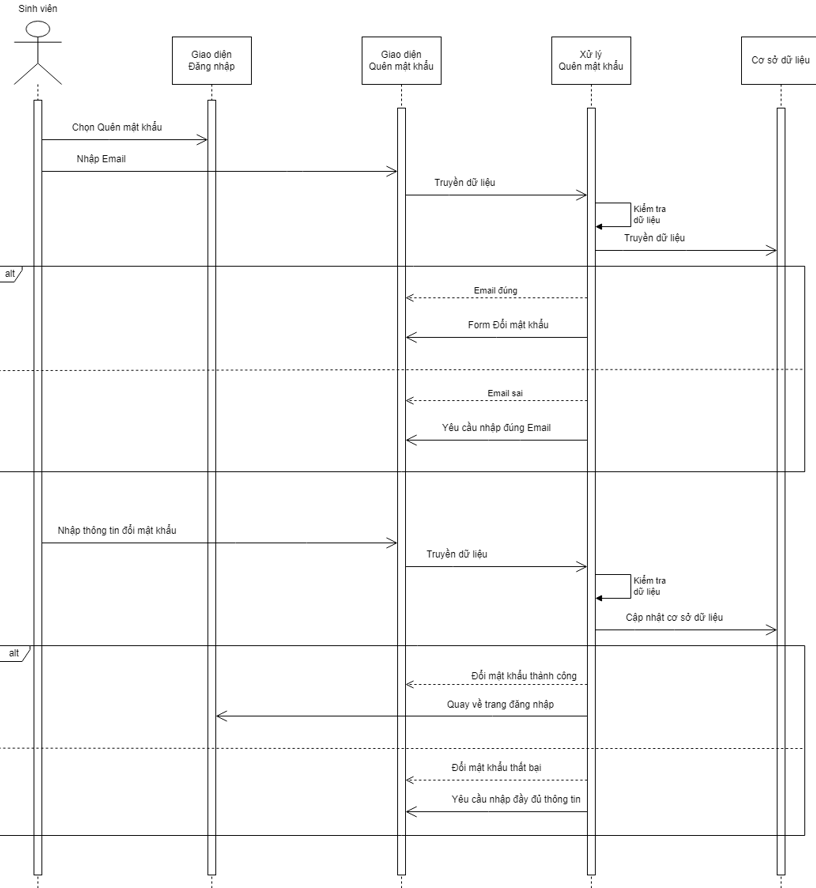 Sinh viên
Giao diện
Đăng nhập
Giao diện
Quên mật khẩu
Xử lý
Quên mật khẩu
Cơ sở dữ liệu
Chọn Quên mật khẩu
Nhập Email
Truyền dữ liệu
Kiểm tra
dữ liệu
Truyền dữ liệu
alt
Email đúng
Form Đổi mật khẩu
Email sai
Yêu cầu nhập đúng Email
Nhập thông tin đổi mật khẩu
Truyền dữ liệu
Kiểm tra
dữ liệu
Cập nhật cơ sở dữ liệu
alt
Đổi mật khẩu thành công
Quay về trang đăng nhập
Đổi mật khẩu thất bại
Yêu cầu nhập đầy đủ thông tin